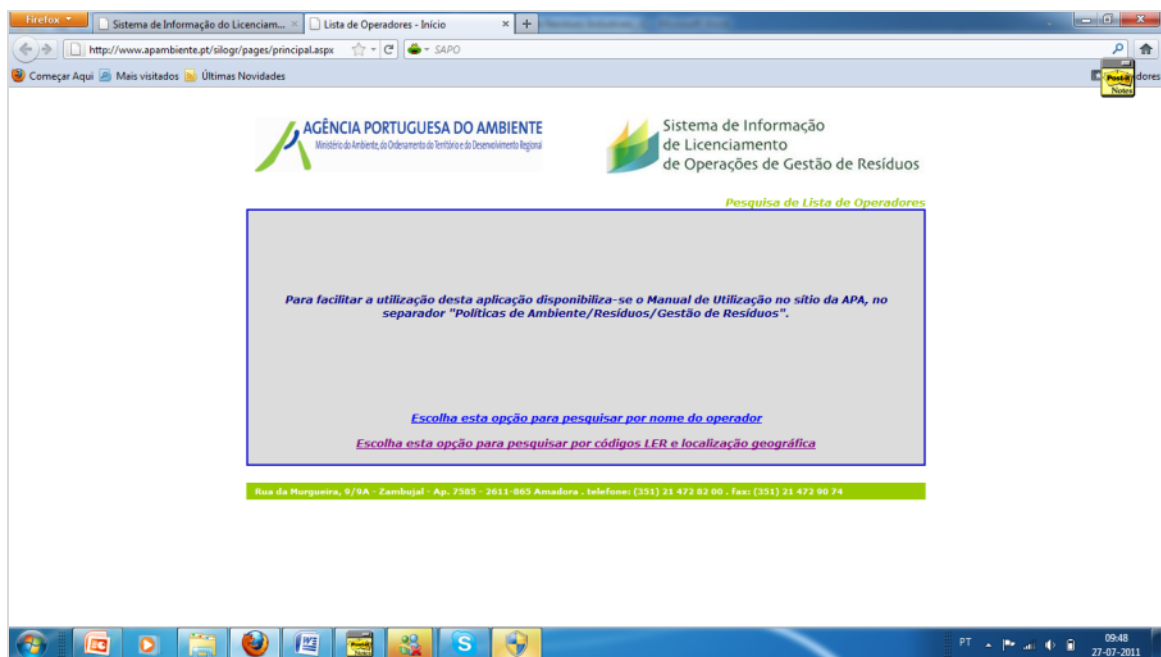 Firefox
Sistema de Informação do Licenciam...
Lista de Operadores - Início
http://www.apambiente.pt/silogr/pages/principal.aspx
SAPO
Começar Aqui
Mais visitados
Últimas Novidades
dores
Post-it
Notes
AGÊNCIA PORTUGUESA DO AMBIENTE
Ministério do Ambiente, do Ordenamento do Território e do Desenvolvimento Regional
Sistema de Informação
de Licenciamento
de Operações de Gestão de Resíduos
Pesquisa de Lista de Operadores
Para facilitar a utilização desta aplicação disponibiliza-se o Manual de Utilização no sítio da APA, no
separador "Políticas de Ambiente/Resíduos/Gestão de Resíduos".
Escolha esta opção para pesquisar por nome do operador
Escolha esta opção para pesquisar por códigos LER e localização geográfica
Rua da Murgueira, 9/9A - Zambujal - Ap. 7585 - 2611-865 Amadora . telefone: (351) 21 472 82 00 . fax: (351) 21 472 90 74
PT
09:48
27-07-2011